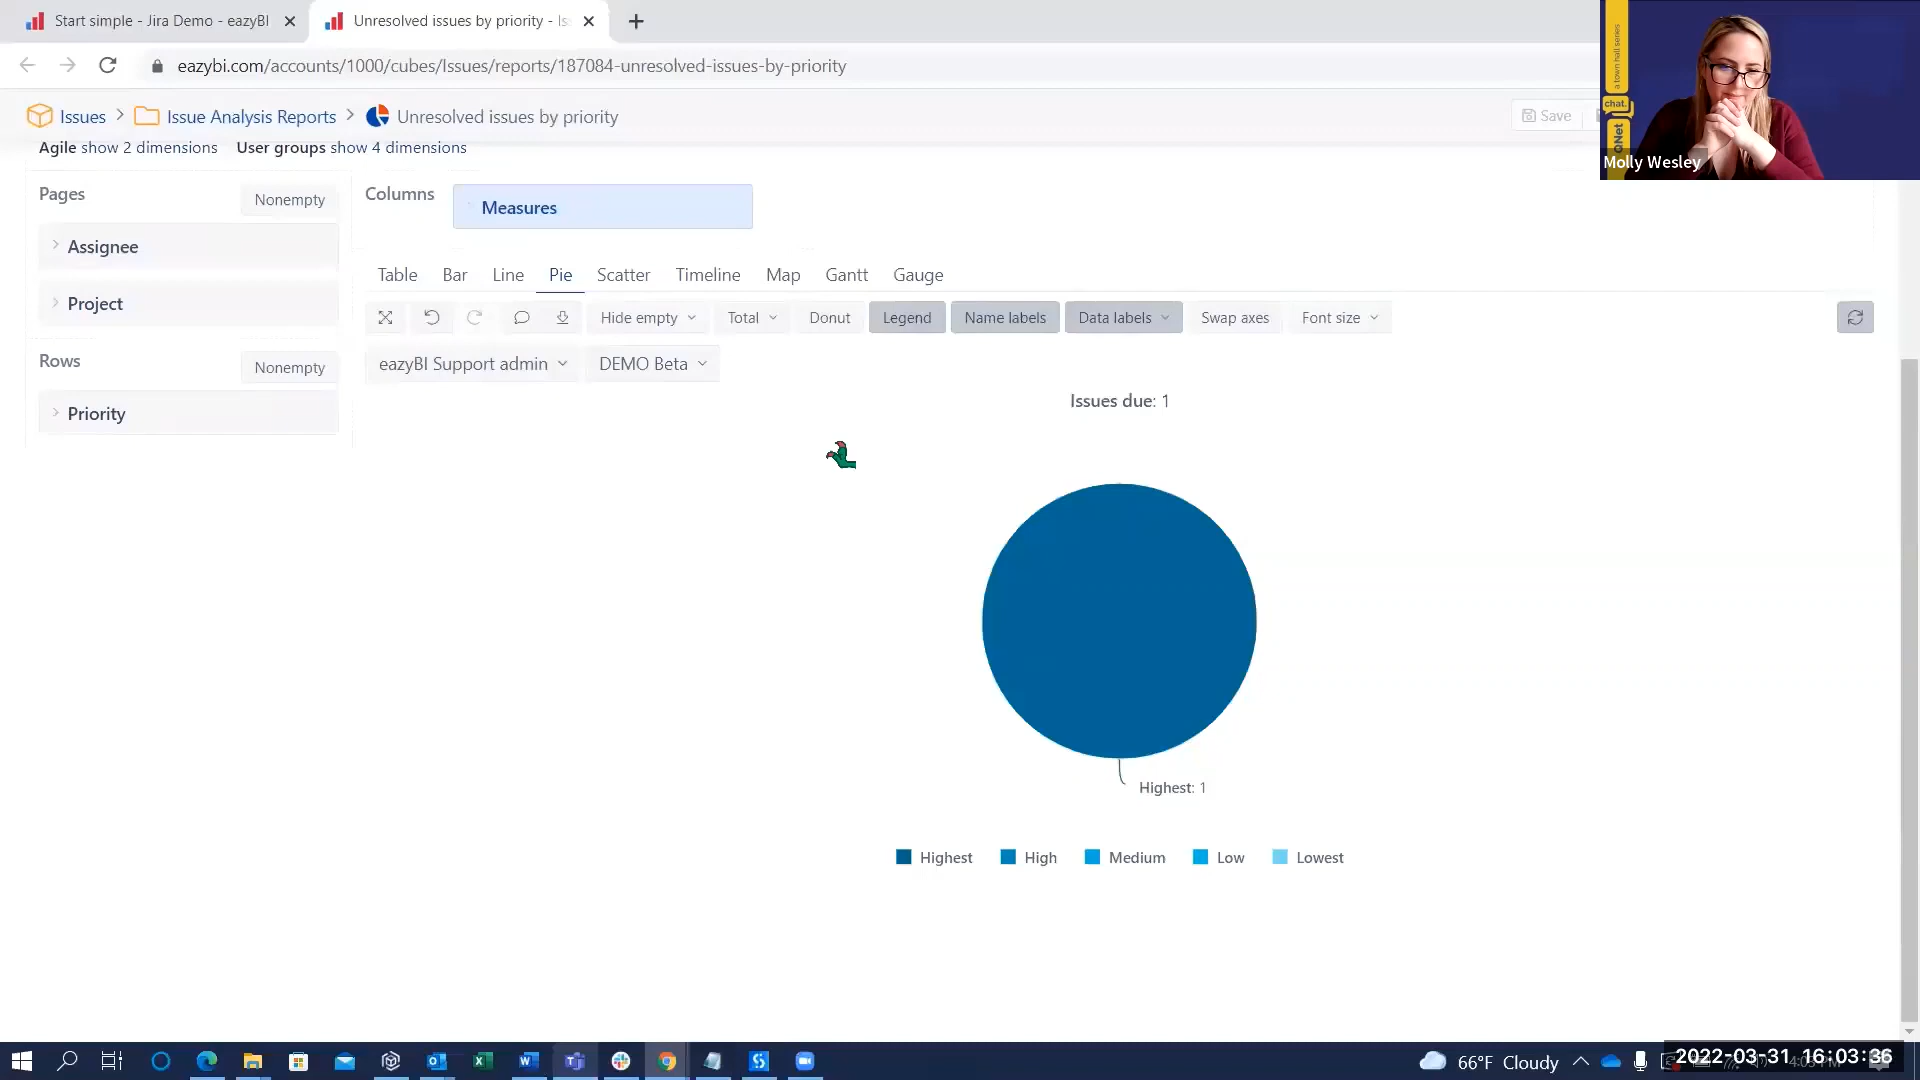 Start simple - Jira Demo - eazyBI
Unresolved issues by priority - Is
eazybi.com/accounts/1000/cubes/Issues/reports/187084-unresolved-issues-by-priority
Issues
Issue Analysis Reports
Unresolved issues by priority
Save
a town hall series
chat.
QNet
Molly Wesley
Agile show 2 dimensions User groups show 4 dimensions
Pages
Nonempty
Columns
Measures
Assignee
Project
Table Bar Line Pie Scatter Timeline Map Gantt Gauge
Hide empty Total Donut Legend Name labels Data labels Swap axes Font size
Rows
Nonempty
eazyBI Support admin DEMO Beta
Priority
Issues due: 1
Highest: 1
Highest High Medium Low Lowest
66°F Cloudy
2022-03-31 16:03:36